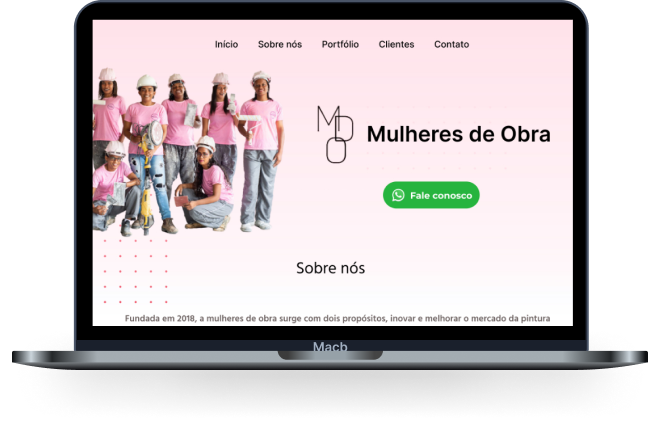 Início Sobre nós Portfólio Clientes Contato
MDO
Mulheres de Obra
Fale conosco
Sobre nós
Fundada em 2018, a mulheres de obra surge com dois propósitos, inovar e melhorar o mercado da pintura
Macb